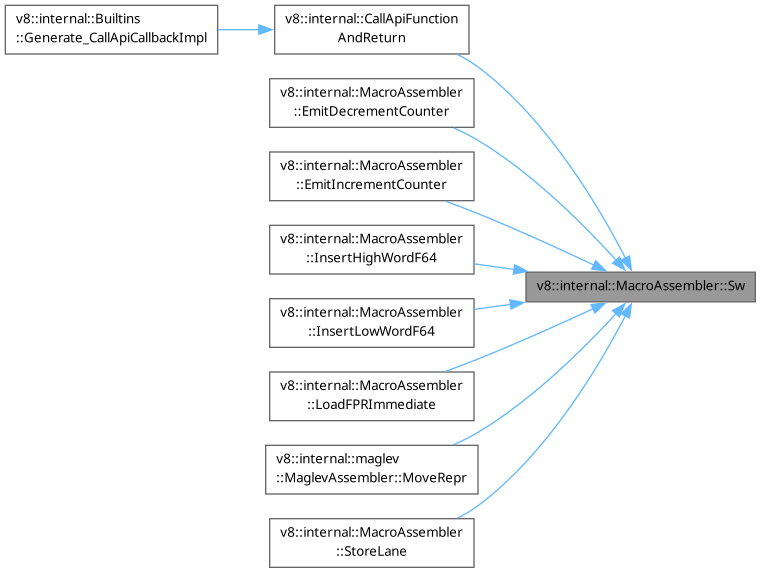 v8::internal::Builtins
::Generate_CallApiCallbackImpl
v8::internal::CallApiFunction
AndReturn
v8::internal::MacroAssembler
::EmitDecrementCounter
v8::internal::MacroAssembler
::EmitIncrementCounter
v8::internal::MacroAssembler
::InsertHighWordF64
v8::internal::MacroAssembler::Sw
v8::internal::MacroAssembler
::InsertLowWordF64
v8::internal::MacroAssembler
::LoadFPRImmediate
v8::internal::maglev
::MaglevAssembler::MoveRepr
v8::internal::MacroAssembler
::StoreLane